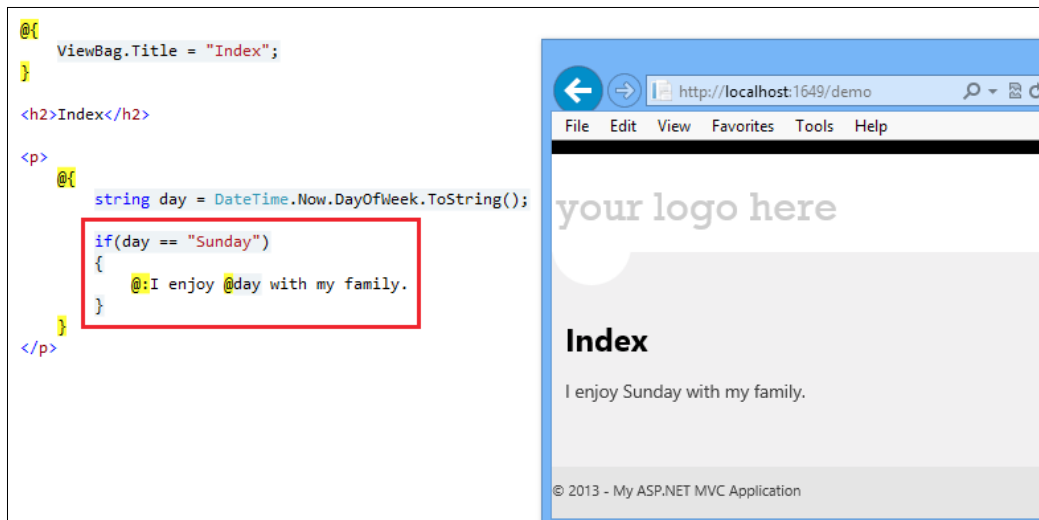 @{
    ViewBag.Title = "Index";
}
<h2>Index</h2>
<p>
    @{
        string day = DateTime.Now.DayOfWeek.ToString();
        if(day == "Sunday")
        {
            @:I enjoy @day with my family.
        }
    }
</p>
http://localhost:1649/demo
File Edit View Favorites Tools Help
your logo here
Index
I enjoy Sunday with my family.
© 2013 - My ASP.NET MVC Application